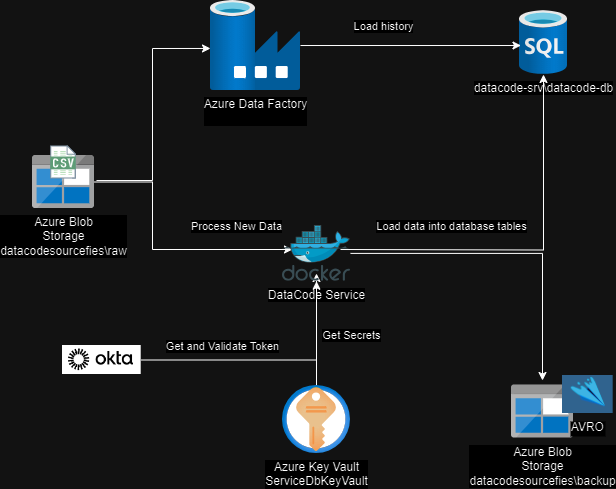 Load history
SQL
Azure Data Factory
datacode-srv\datacode-db
CSV
Azure Blob
Storage
datacodesourcefies\raw
Process New Data
Load data into database tables
docker
DataCode Service
Get Secrets
Get and Validate Token
okta
AVRO
Azure Key Vault
ServiceDbKeyVault
Azure Blob
Storage
datacodesourcefies\backup